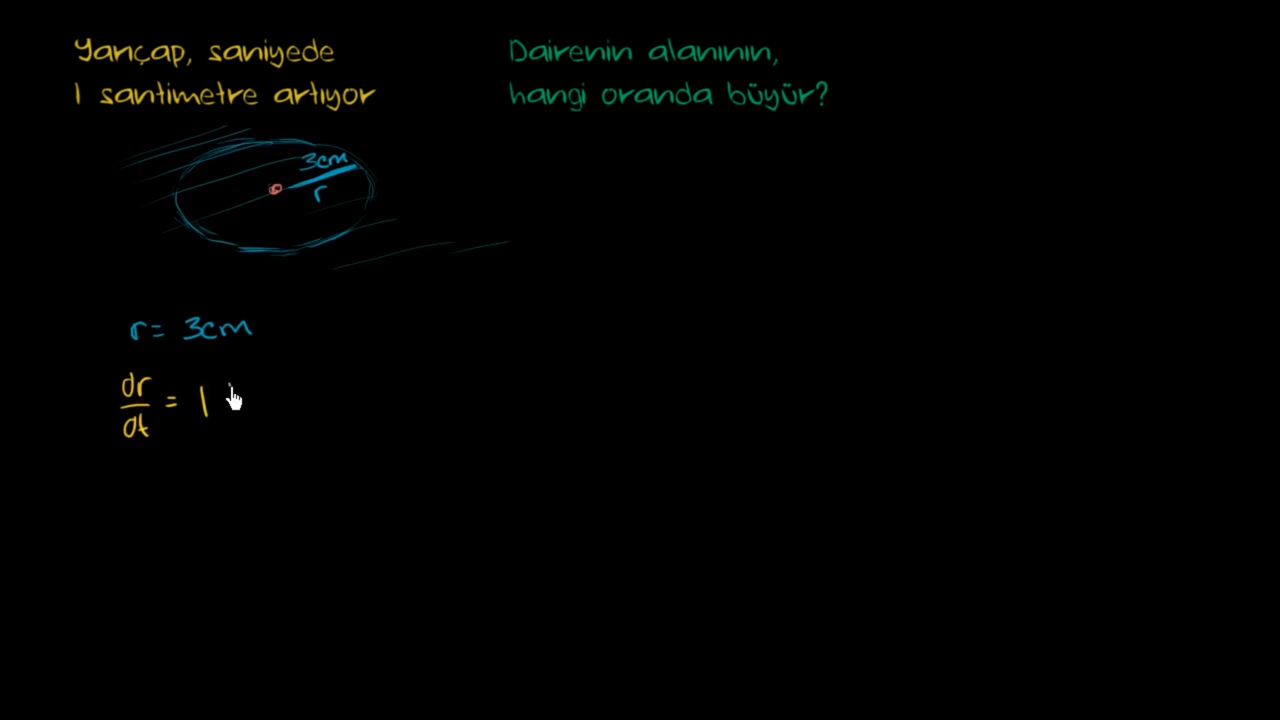 Yarıçap, saniyede
1 santimetre artıyor
Dairenin alanının,
hangi oranda büyür?
3cm
r
r= 3cm
dr
dt
= 1